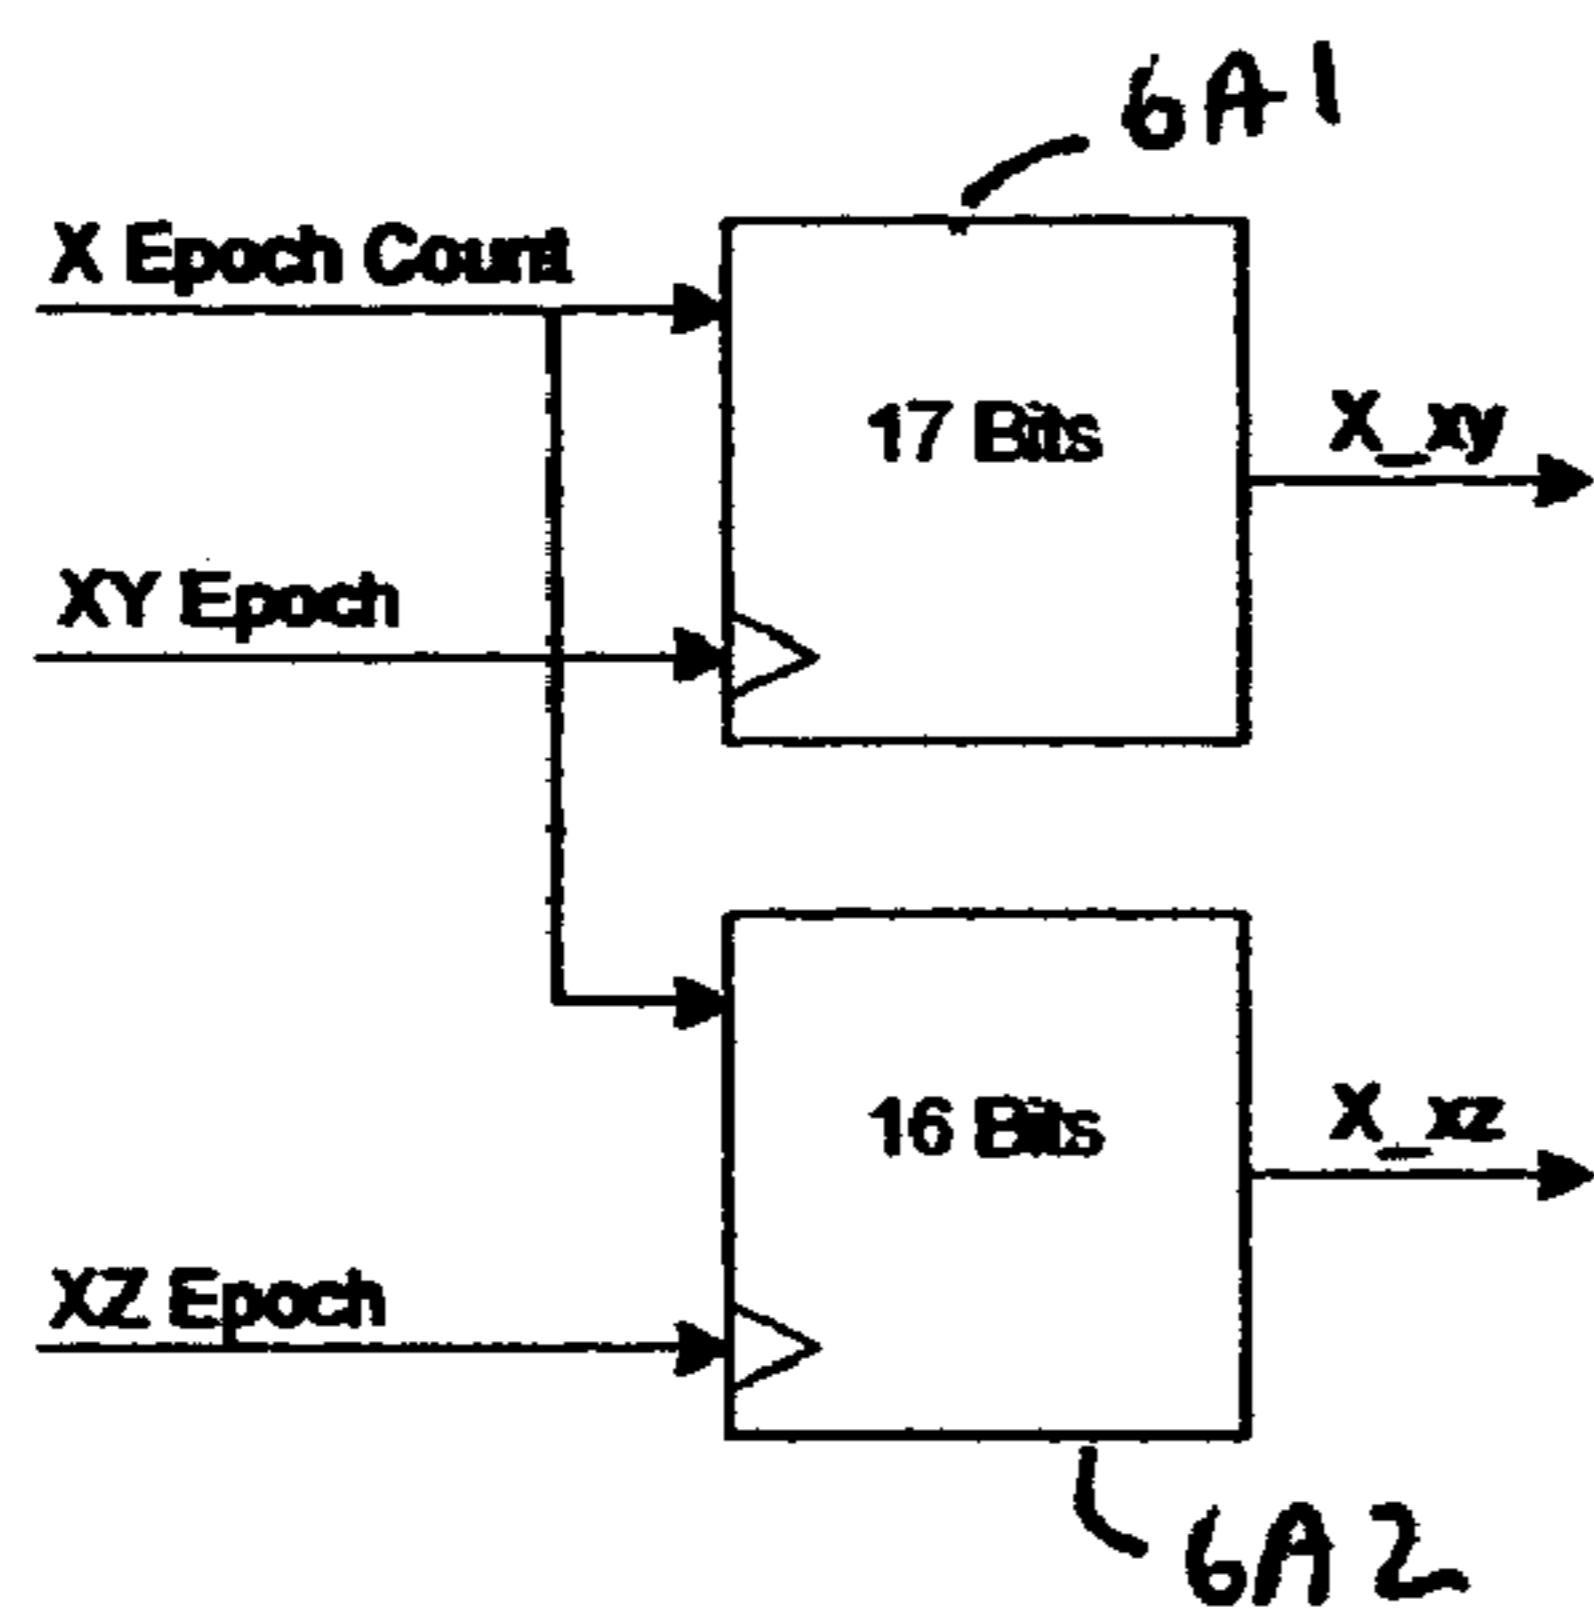 6A1
X Epoch Count
17 Bits
X_xy
XY Epoch
16 Bits
X_xz
XZ Epoch
6A2